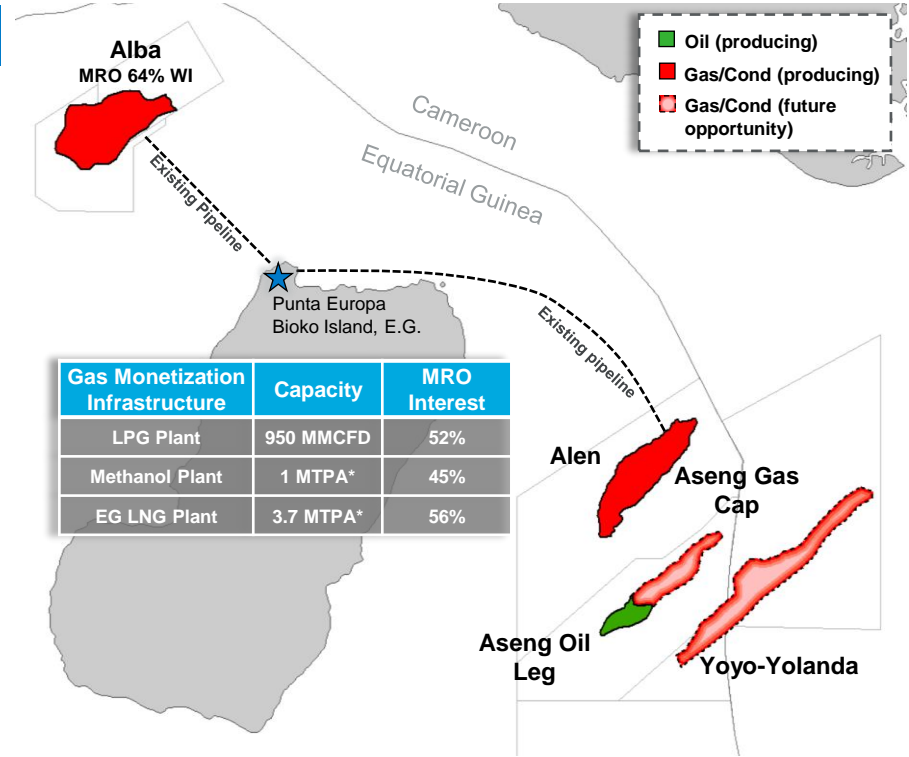 Alba
MRO 64% WI
Oil (producing)
Gas/Cond (producing)
Gas/Cond (future
opportunity)
Cameroon
Equatorial Guinea
Existing Pipeline
Punta Europa
Bioko Island, E.G.
Existing pipeline
Gas Monetization
Infrastructure
Capacity
MRO
Interest
LPG Plant
950 MMCFD
52%
Methanol Plant
1 MTPA*
45%
EG LNG Plant
3.7 MTPA*
56%
Alen
Aseng Gas
Cap
Aseng Oil
Leg
Yoyo-Yolanda